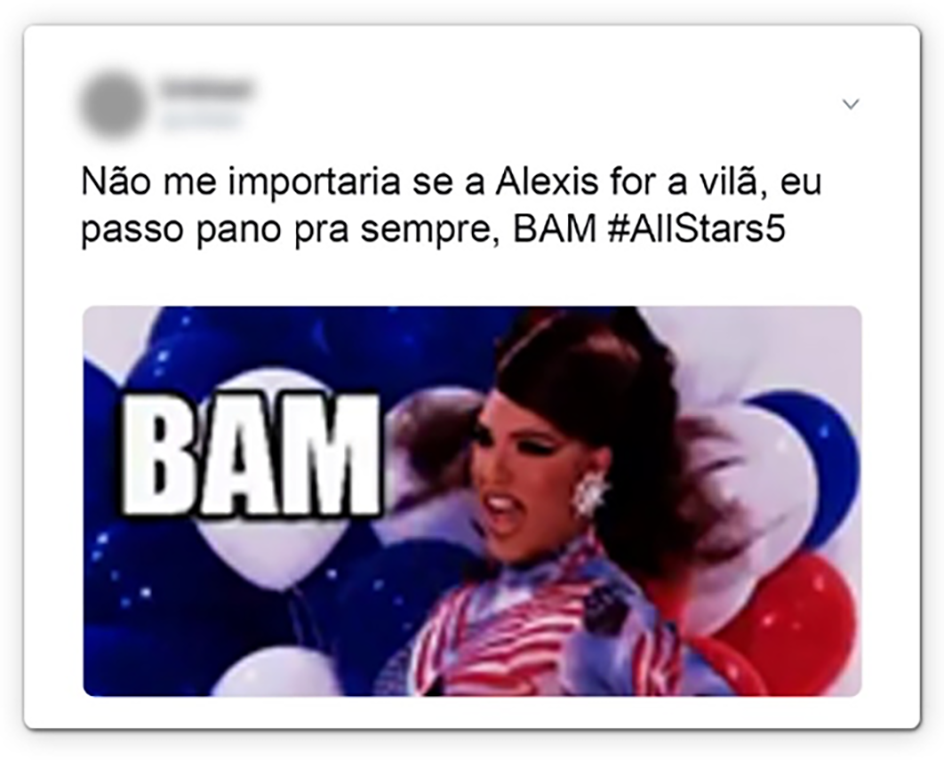 Não me importaria se a Alexis for a vilã, eu
passo pano pra sempre, BAM #AllStars5
BAM